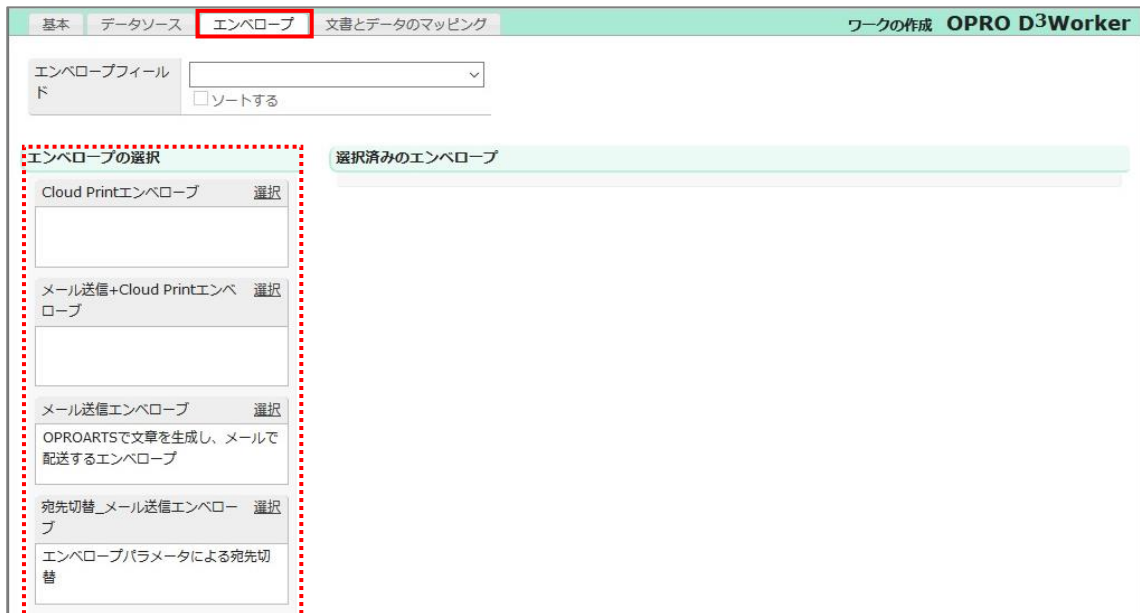 基本 データソース エンベロープ 文書とデータのマッピング ワークの作成 OPRO D3Worker
エンベロープフィール
ド
ソートする
エンベロープの選択 選択済みのエンベロープ
Cloud Printエンベロープ 選択
メール送信+Cloud Printエンベ 選択
ロープ
メール送信エンベロープ 選択
OPROARTSで文章を生成し、メールで
配送するエンベロープ
宛先切替_メール送信エンベロー 選択
プ
エンベロープパラメータによる宛先切
替